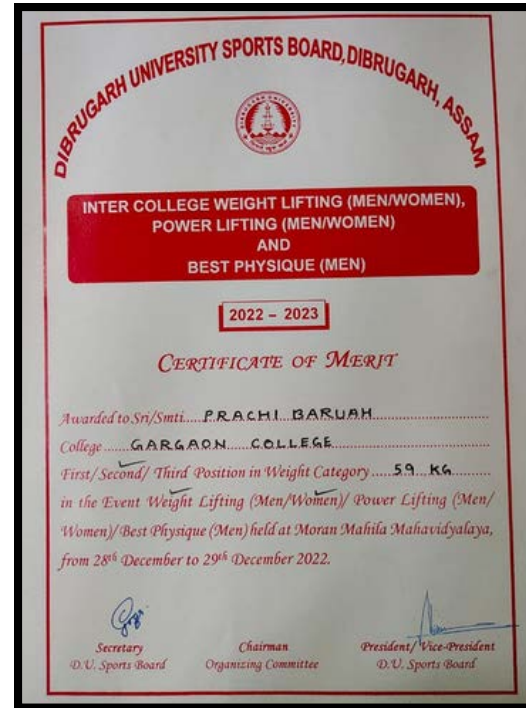 DIBRUGARH UNIVERSITY SPORTS BOARD, DIBRUGARH, ASSAM
DIBRUGARH UNIVERSITY
INTER COLLEGE WEIGHT LIFTING (MEN/WOMEN),
POWER LIFTING (MEN/WOMEN)
AND
BEST PHYSIQUE (MEN)
2022 – 2023
CERTIFICATE OF MERIT
Awarded to Sri/Smti.....PRACHI BARUAH
College.....GARGAON COLLEGE
First/ Second/ Third Position in Weight Category.....59 KG
in the Event Weight Lifting (Men/Women)/ Power Lifting (Men/
Women)/ Best Physique (Men) held at Moran Mahila Mahavidyalaya,
from 28th December to 29th December 2022.
Secretary
D.U. Sports Board
Chairman
Organizing Committee
President/ Vice-President
D.U. Sports Board